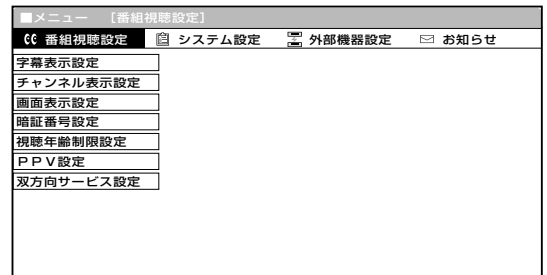 ■メニュー　[番組視聴設定]
番組視聴設定　システム設定　外部機器設定　お知らせ
字幕表示設定
チャンネル表示設定
画面表示設定
暗証番号設定
視聴年齢制限設定
ＰＰＶ設定
双方向サービス設定